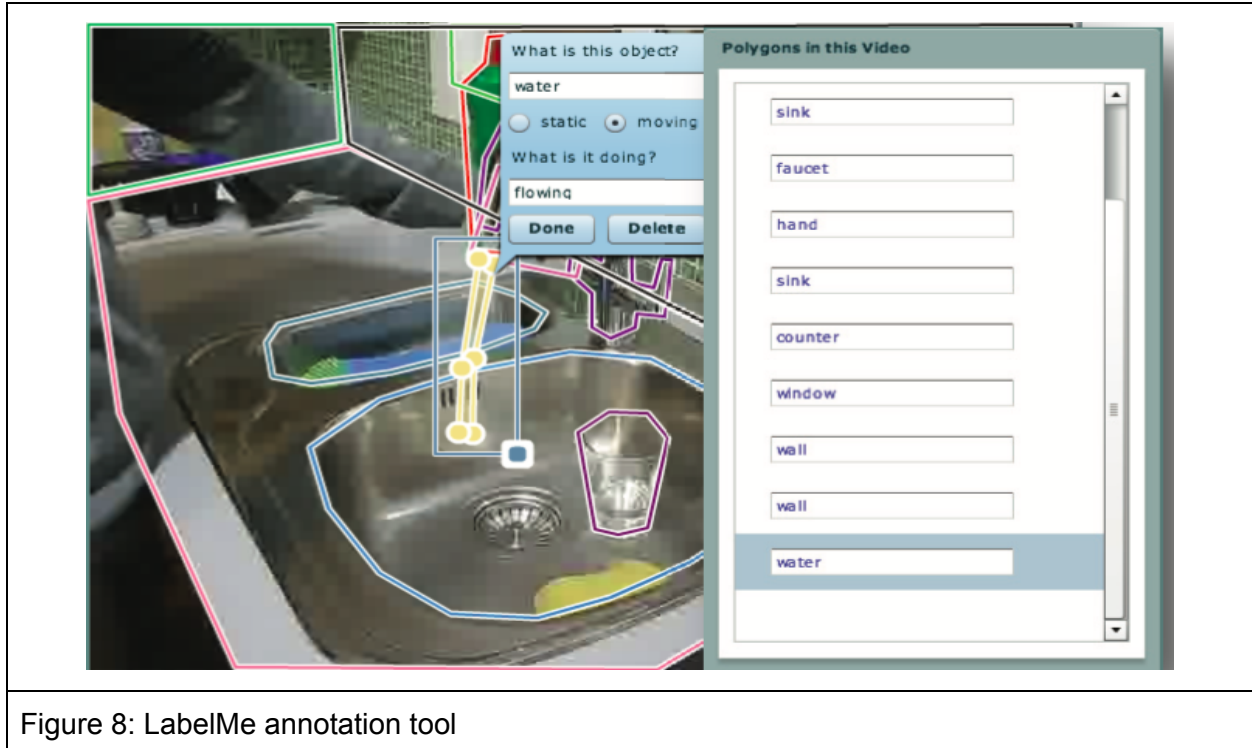 What is this object?
water
static moving
What is it doing?
flowing
Done Delete
Polygons in this Video
sink
faucet
hand
sink
counter
window
wall
wall
water
Figure 8: LabelMe annotation tool